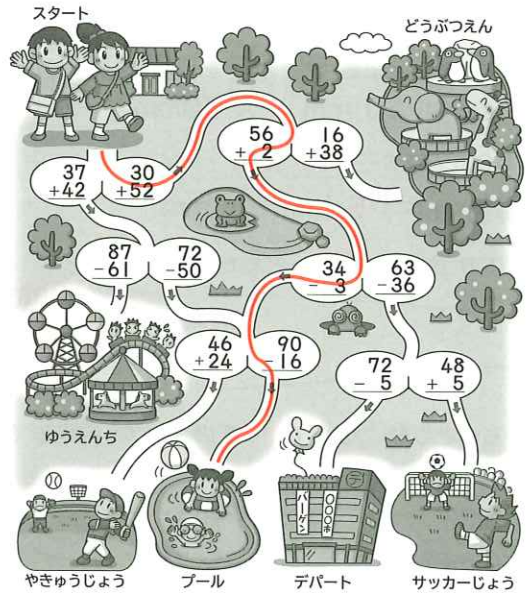 スタート
どうぶつえん
56
+ 2
16
+38
37
+42
30
+52
87
-61
72
-50
34
- 3
63
-36
46
+24
90
-16
72
- 5
48
+ 5
ゆうえんち
バーゲン
デ
やきゅうじょう
プール
デパート
サッカーじょう